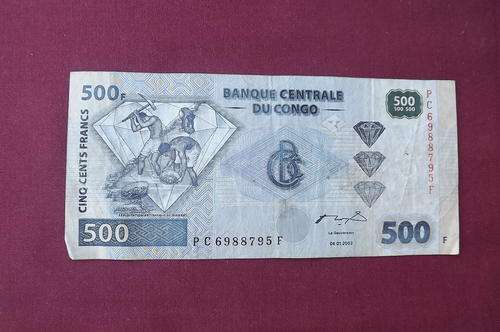 500F
BANQUE CENTRALE
DU CONGO
500
500 500
CINQ CENTS FRANCS
PC6988795F
500
PC6988795F
Le Gouverneur
04.01.2002
500 F